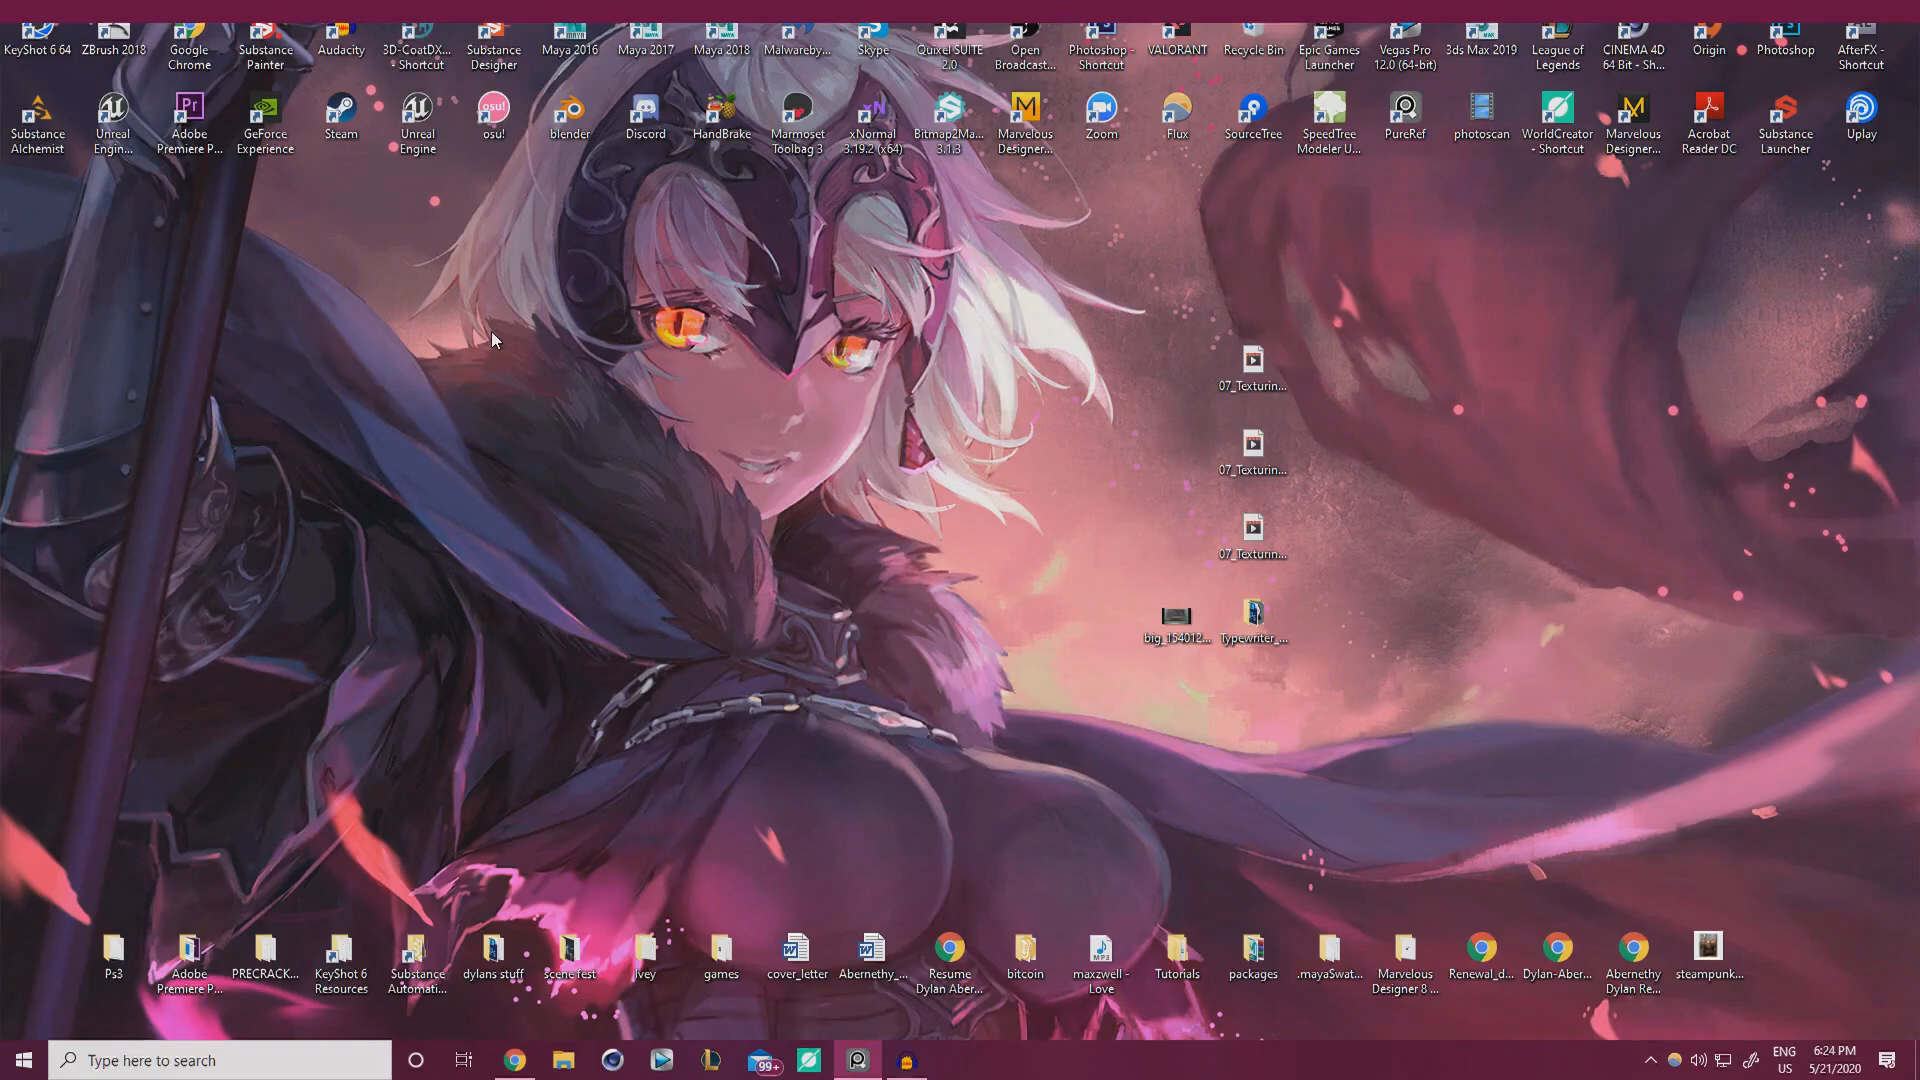 KeyShot 6 64
ZBrush 2018
Google
Chrome
Substance
Painter
Audacity
3D-CoatDX...
- Shortcut
Substance
Designer
Maya 2016
Maya 2017
Maya 2018
Malwareby...
Skype
Quixel SUITE
2.0
Open
Broadcast...
Photoshop -
Shortcut
VALORANT
Recycle Bin
Epic Games
Launcher
Vegas Pro
12.0 (64-bit)
3ds Max 2019
League of
Legends
CINEMA 4D
64 Bit - Sh...
Origin
Photoshop
AfterFX -
Shortcut
Substance
Alchemist
Unreal
Engin...
Adobe
Premiere P...
GeForce
Experience
Steam
Unreal
Engine
osu!
blender
Discord
HandBrake
Marmoset
Toolbag 3
xNormal
3.19.2 (x64)
Bitmap2Ma...
3.1.3
Marvelous
Designer...
Zoom
Flux
SourceTree
SpeedTree
Modeler U...
PureRef
photoscan
WorldCreator
- Shortcut
Marvelous
Designer...
Acrobat
Reader DC
Substance
Launcher
Uplay
07_Texturin...
07_Texturin...
07_Texturin...
big_154012...
Typewriter_...
Ps3
Adobe
Premiere P...
PRECRACK...
KeyShot 6
Resources
Substance
Automati...
dylans stuff
scene fest
Ivey
games
cover_letter
Abernethy_...
Resume
Dylan Aber...
bitcoin
maxzwell -
Love
Tutorials
packages
.mayaSwat...
Marvelous
Designer 8 ...
Renewal_d...
Dylan-Aber...
Abernethy
Dylan Re...
steampunk...
Type here to search
99+
ENG
US
6:24 PM
5/21/2020